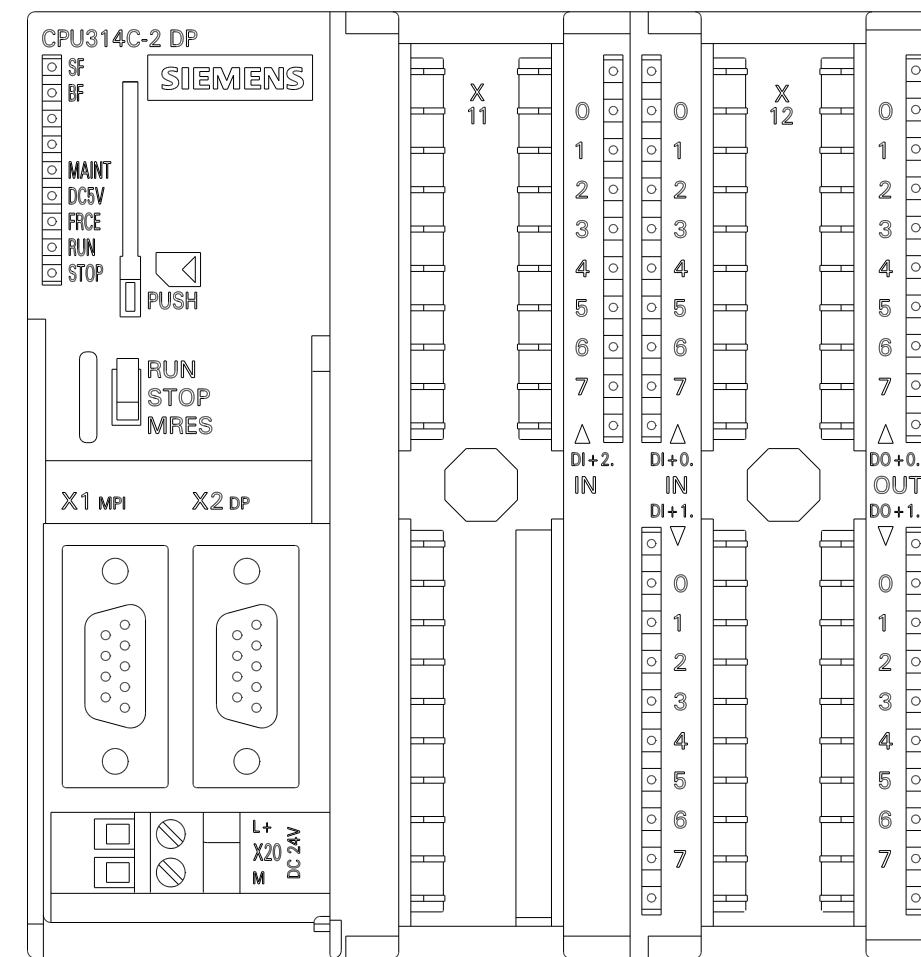 CPU314C-2 DP
SF
BF
SIEMENS
MAINT
DC5V
FRCE
RUN
STOP
PUSH
RUN
STOP
MRES
X1 MPI
X2 DP
L+
X20
M
DC 24V
X
11
0
1
2
3
4
5
6
7
DI+2.
IN
0
1
2
3
4
5
6
7
DI+0.
IN
DI+1.
0
1
2
3
4
5
6
7
X
12
0
1
2
3
4
5
6
7
DO+0.
OUT
DO+1.
0
1
2
3
4
5
6
7